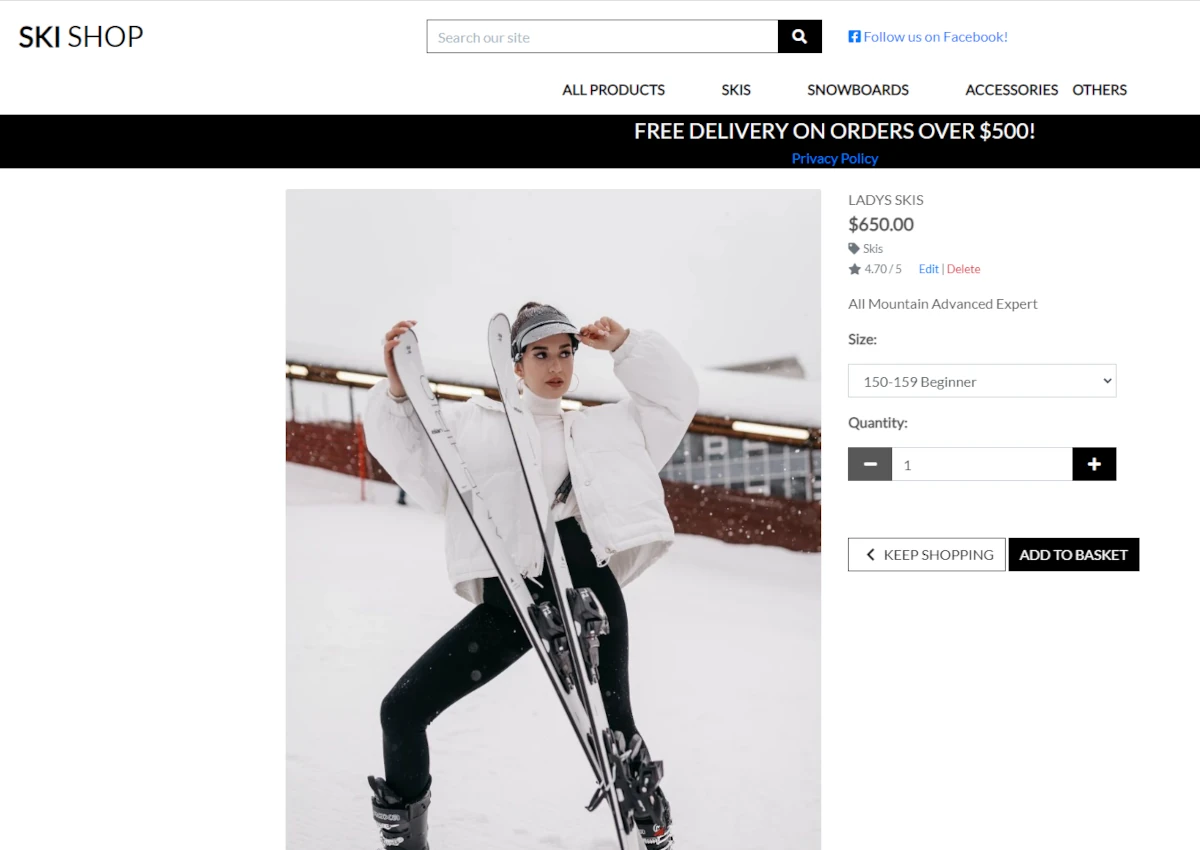 SKI SHOP
Search our site
Follow us on Facebook!
ALL PRODUCTS SKIS SNOWBOARDS ACCESSORIES OTHERS
FREE DELIVERY ON ORDERS OVER $500!
Privacy Policy
LADYS SKIS
$650.00
Skis
4.70 / 5 Edit | Delete
All Mountain Advanced Expert
Size:
150-159 Beginner
Quantity:
1
KEEP SHOPPING ADD TO BASKET